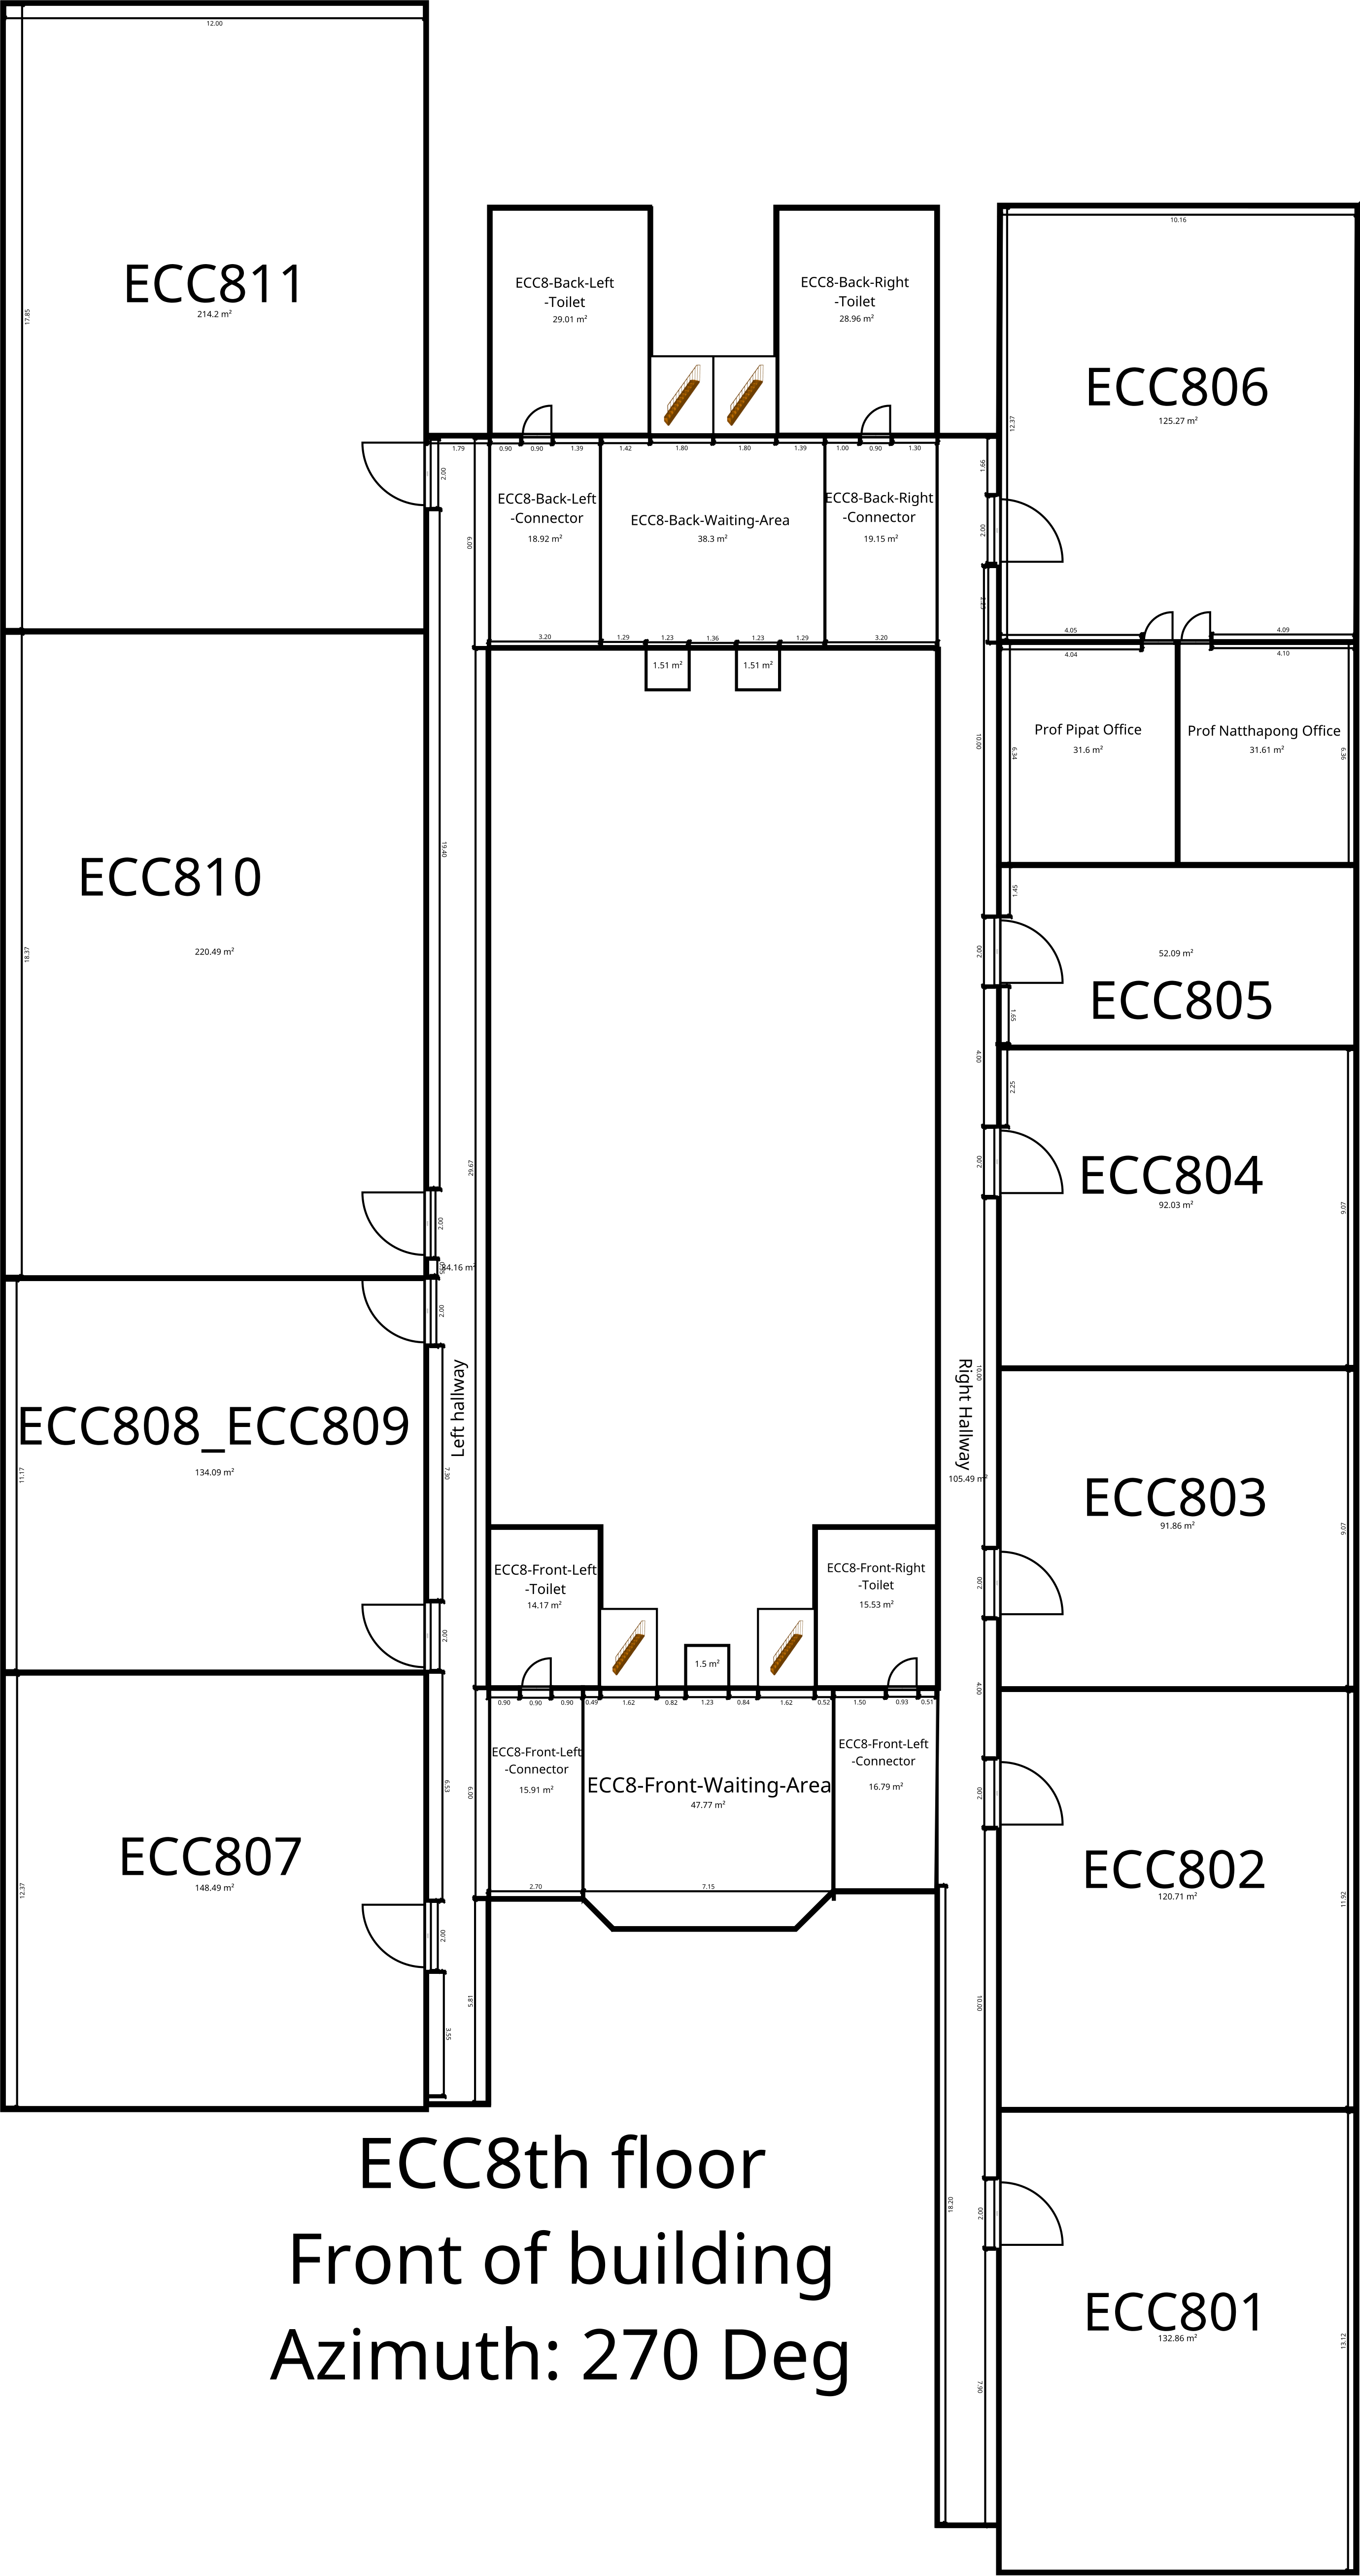 12.00
10.16
ECC8-Back-Left
-Toilet
29.01 m²
ECC8-Back-Right
-Toilet
28.96 m²
ECC811
214.2 m²
17.85
ECC806
125.27 m²
12.37
1.79
0.90
0.90
1.39
1.42
1.80
1.80
1.39
1.00
0.90
1.30
2.00
1.66
ECC8-Back-Left
-Connector
18.92 m²
ECC8-Back-Waiting-Area
38.3 m²
ECC8-Back-Right
-Connector
19.15 m²
6.00
2.00
4.05
4.09
3.20
1.29
1.23
1.36
1.23
1.29
3.20
4.04
4.10
1.51 m²
1.51 m²
Prof Pipat Office
31.6 m²
Prof Natthapong Office
31.61 m²
10.00
6.34
6.36
19.40
ECC810
220.49 m²
18.37
1.45
2.00
52.09 m²
ECC805
1.65
4.00
2.25
29.67
2.00
ECC804
92.03 m²
9.07
2.00
2.00
Left hallway
Right Hallway
105.49 m²
10.00
ECC808_ECC809
134.09 m²
11.17
7.30
ECC803
91.86 m²
9.07
2.00
ECC8-Front-Left
-Toilet
14.17 m²
ECC8-Front-Right
-Toilet
15.53 m²
2.00
1.5 m²
4.00
0.90
0.90
0.90
0.49
1.62
0.82
1.23
0.84
1.62
0.52
1.50
0.93
0.51
ECC8-Front-Left
-Connector
15.91 m²
ECC8-Front-Waiting-Area
47.77 m²
ECC8-Front-Left
-Connector
16.79 m²
6.53
6.00
2.00
ECC807
148.49 m²
12.37
2.70
7.15
ECC802
120.71 m²
11.92
2.00
5.81
3.55
10.00
ECC8th floor
Front of building
Azimuth: 270 Deg
18.20
2.00
ECC801
132.86 m²
13.12
7.90